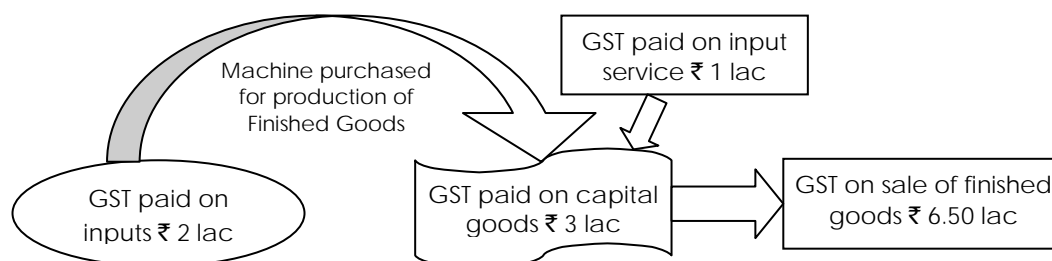 GST paid on input
service ₹ 1 lac
Machine purchased
for production of
Finished Goods
GST paid on
inputs ₹ 2 lac
GST paid on capital
goods ₹ 3 lac
GST on sale of finished
goods ₹ 6.50 lac